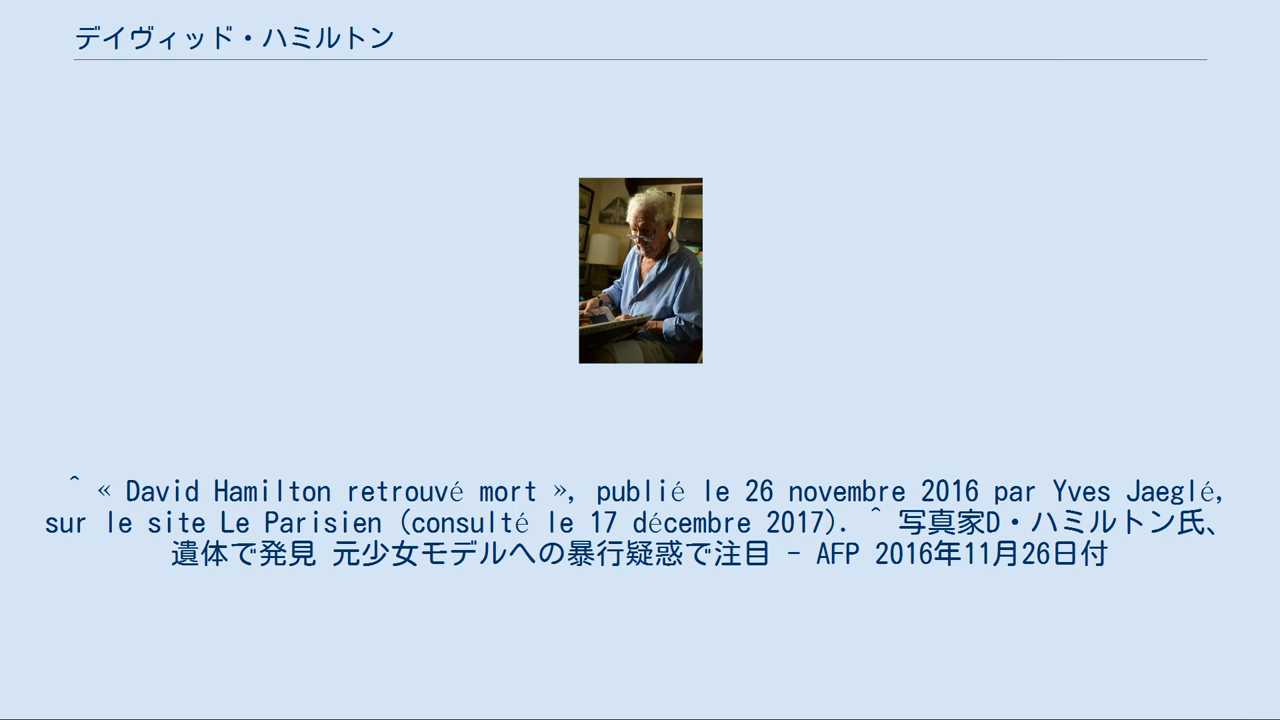 デイヴィッド・ハミルトン
^ « David Hamilton retrouvé mort », publié le 26 novembre 2016 par Yves Jaeglé,
sur le site Le Parisien (consulté le 17 décembre 2017). ^ 写真家D・ハミルトン氏、
遺体で発見 元少女モデルへの暴行疑惑で注目 - AFP 2016年11月26日付